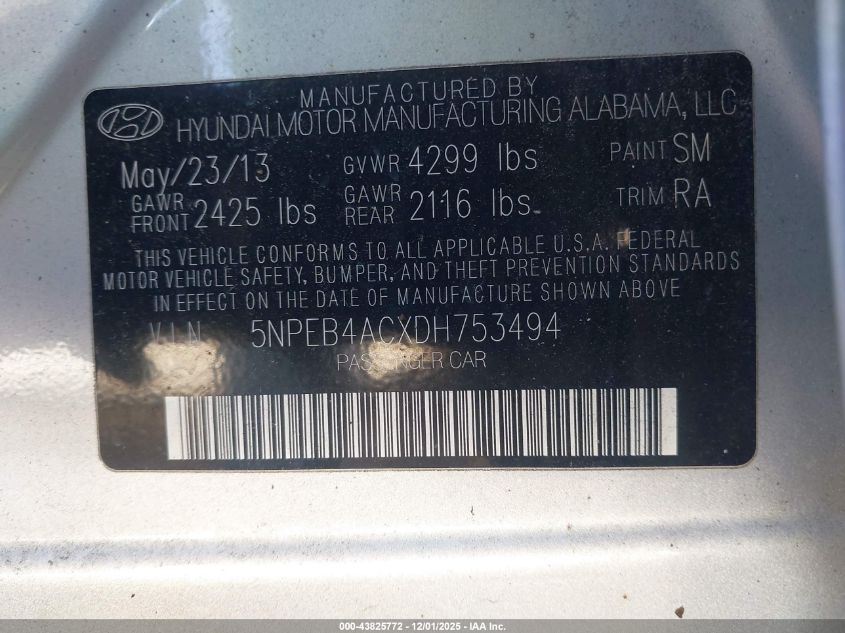 MANUFACTURED BY
HYUNDAI MOTOR MANUFACTURING ALABAMA, LLC
May/23/13 GVWR 4299 lbs PAINT SM
GAWR FRONT 2425 lbs GAWR REAR 2116 lbs. TRIM RA
THIS VEHICLE CONFORMS TO ALL APPLICABLE U.S.A. FEDERAL
MOTOR VEHICLE SAFETY, BUMPER, AND THEFT PREVENTION STANDARDS
IN EFFECT ON THE DATE OF MANUFACTURE SHOWN ABOVE
V.I.N. 5NPEB4ACXDH753494
PASSENGER CAR
000-43825772 - 12/01/2025 - IAA Inc.